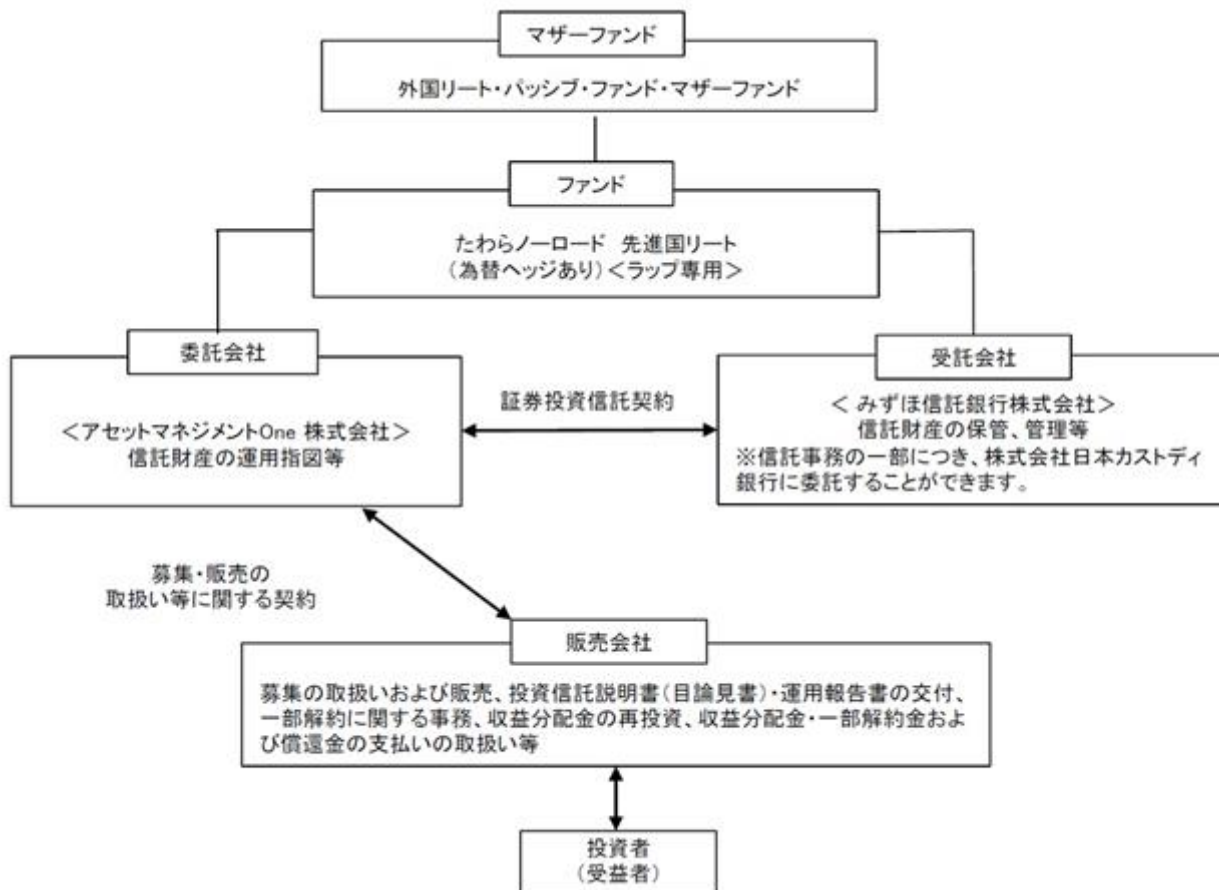 マザーファンド
外国リート・パッシブ・ファンド・マザーファンド
ファンド
たわらノーロード 先進国リート
（為替ヘッジあり）＜ラップ専用＞
委託会社
＜アセットマネジメントOne 株式会社＞
信託財産の運用指図等
証券投資信託契約
受託会社
＜ みずほ信託銀行株式会社＞
信託財産の保管、管理等
※信託事務の一部につき、株式会社日本カストディ
銀行に委託することができます。
募集・販売の
取扱い等に関する契約
販売会社
募集の取扱いおよび販売、投資信託説明書（目論見書）・運用報告書の交付、
一部解約に関する事務、収益分配金の再投資、収益分配金・一部解約金およ
び償還金の支払いの取扱い等
投資者
（受益者）